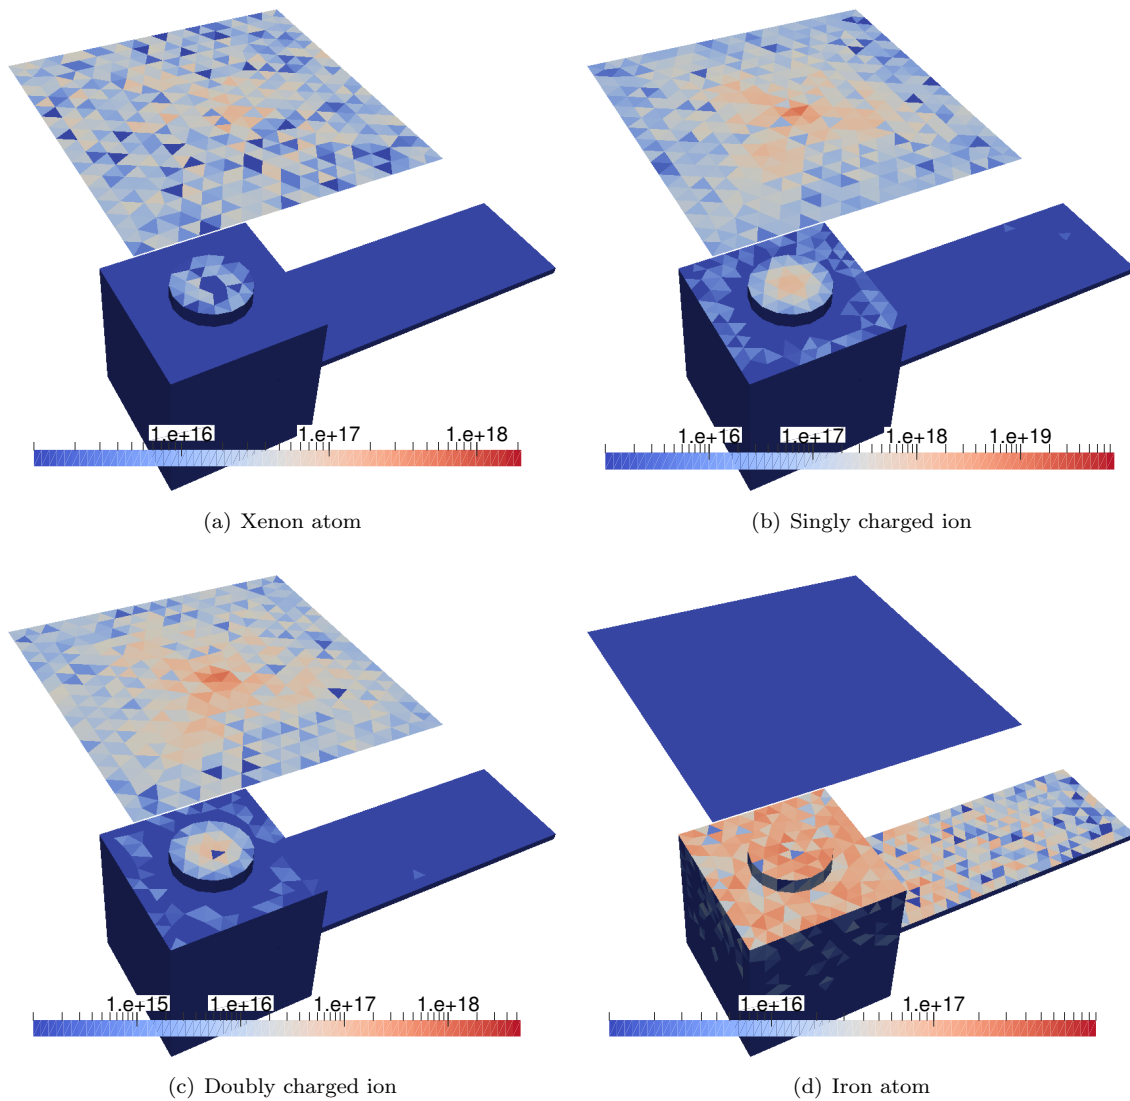 1.e+16 1.e+17 1.e+18
(a) Xenon atom
1.e+16 1.e+17 1.e+18 1.e+19
(b) Singly charged ion
1.e+15 1.e+16 1.e+17 1.e+18
(c) Doubly charged ion
1.e+16 1.e+17
(d) Iron atom